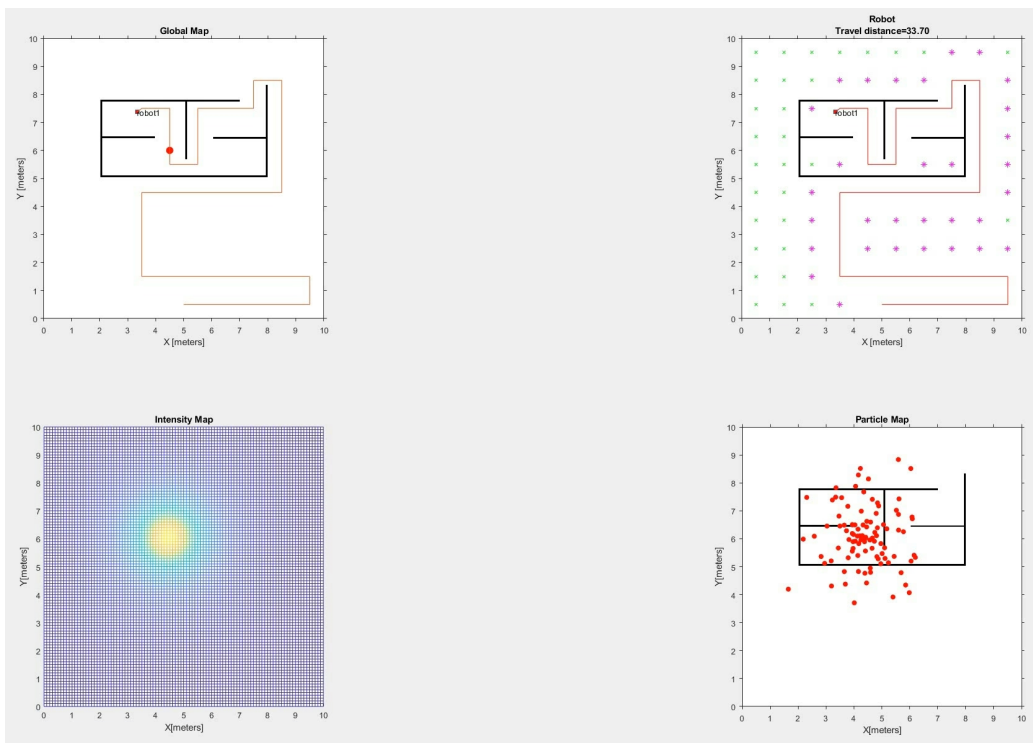 Global Map
10
9
8
7
6
5
4
3
2
1
0
Y [meters]
robot1
0 1 2 3 4 5 6 7 8 9 10
X [meters]
Robot
Travel distance=33.70
10
9
8
7
6
5
4
3
2
1
0
Y [meters]
robot1
0 1 2 3 4 5 6 7 8 9 10
X [meters]
Intensity Map
10
9
8
7
6
5
4
3
2
1
0
Y[meters]
0 1 2 3 4 5 6 7 8 9 10
X[meters]
Particle Map
10
9
8
7
6
5
4
3
2
1
0
Y[meters]
0 1 2 3 4 5 6 7 8 9 10
X[meters]